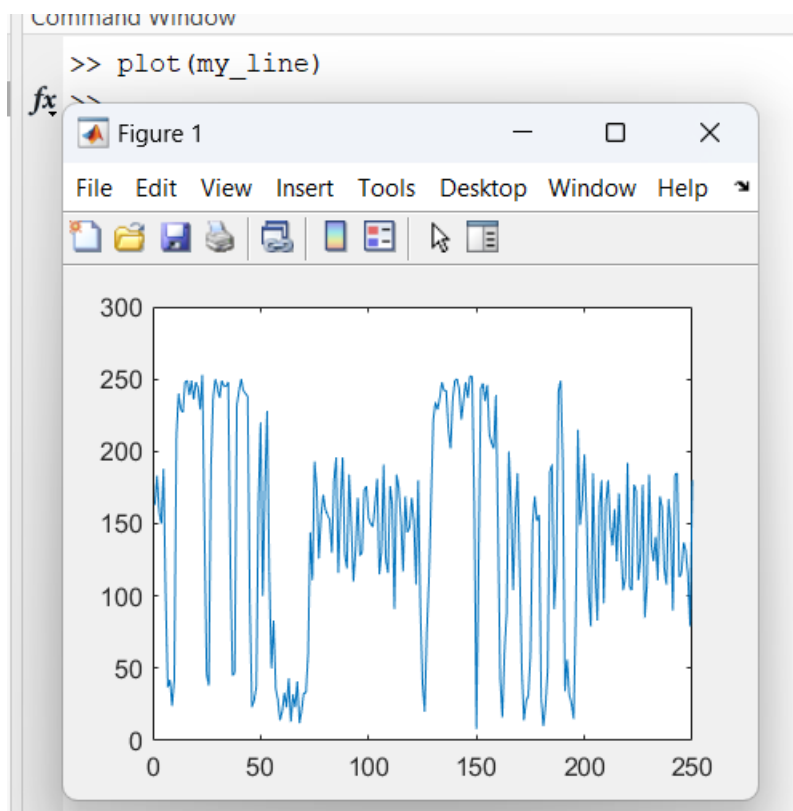 Command Window
>> plot(my_line)
fx >>
Figure 1
File Edit View Insert Tools Desktop Window Help
300
250
200
150
100
50
0
0 50 100 150 200 250